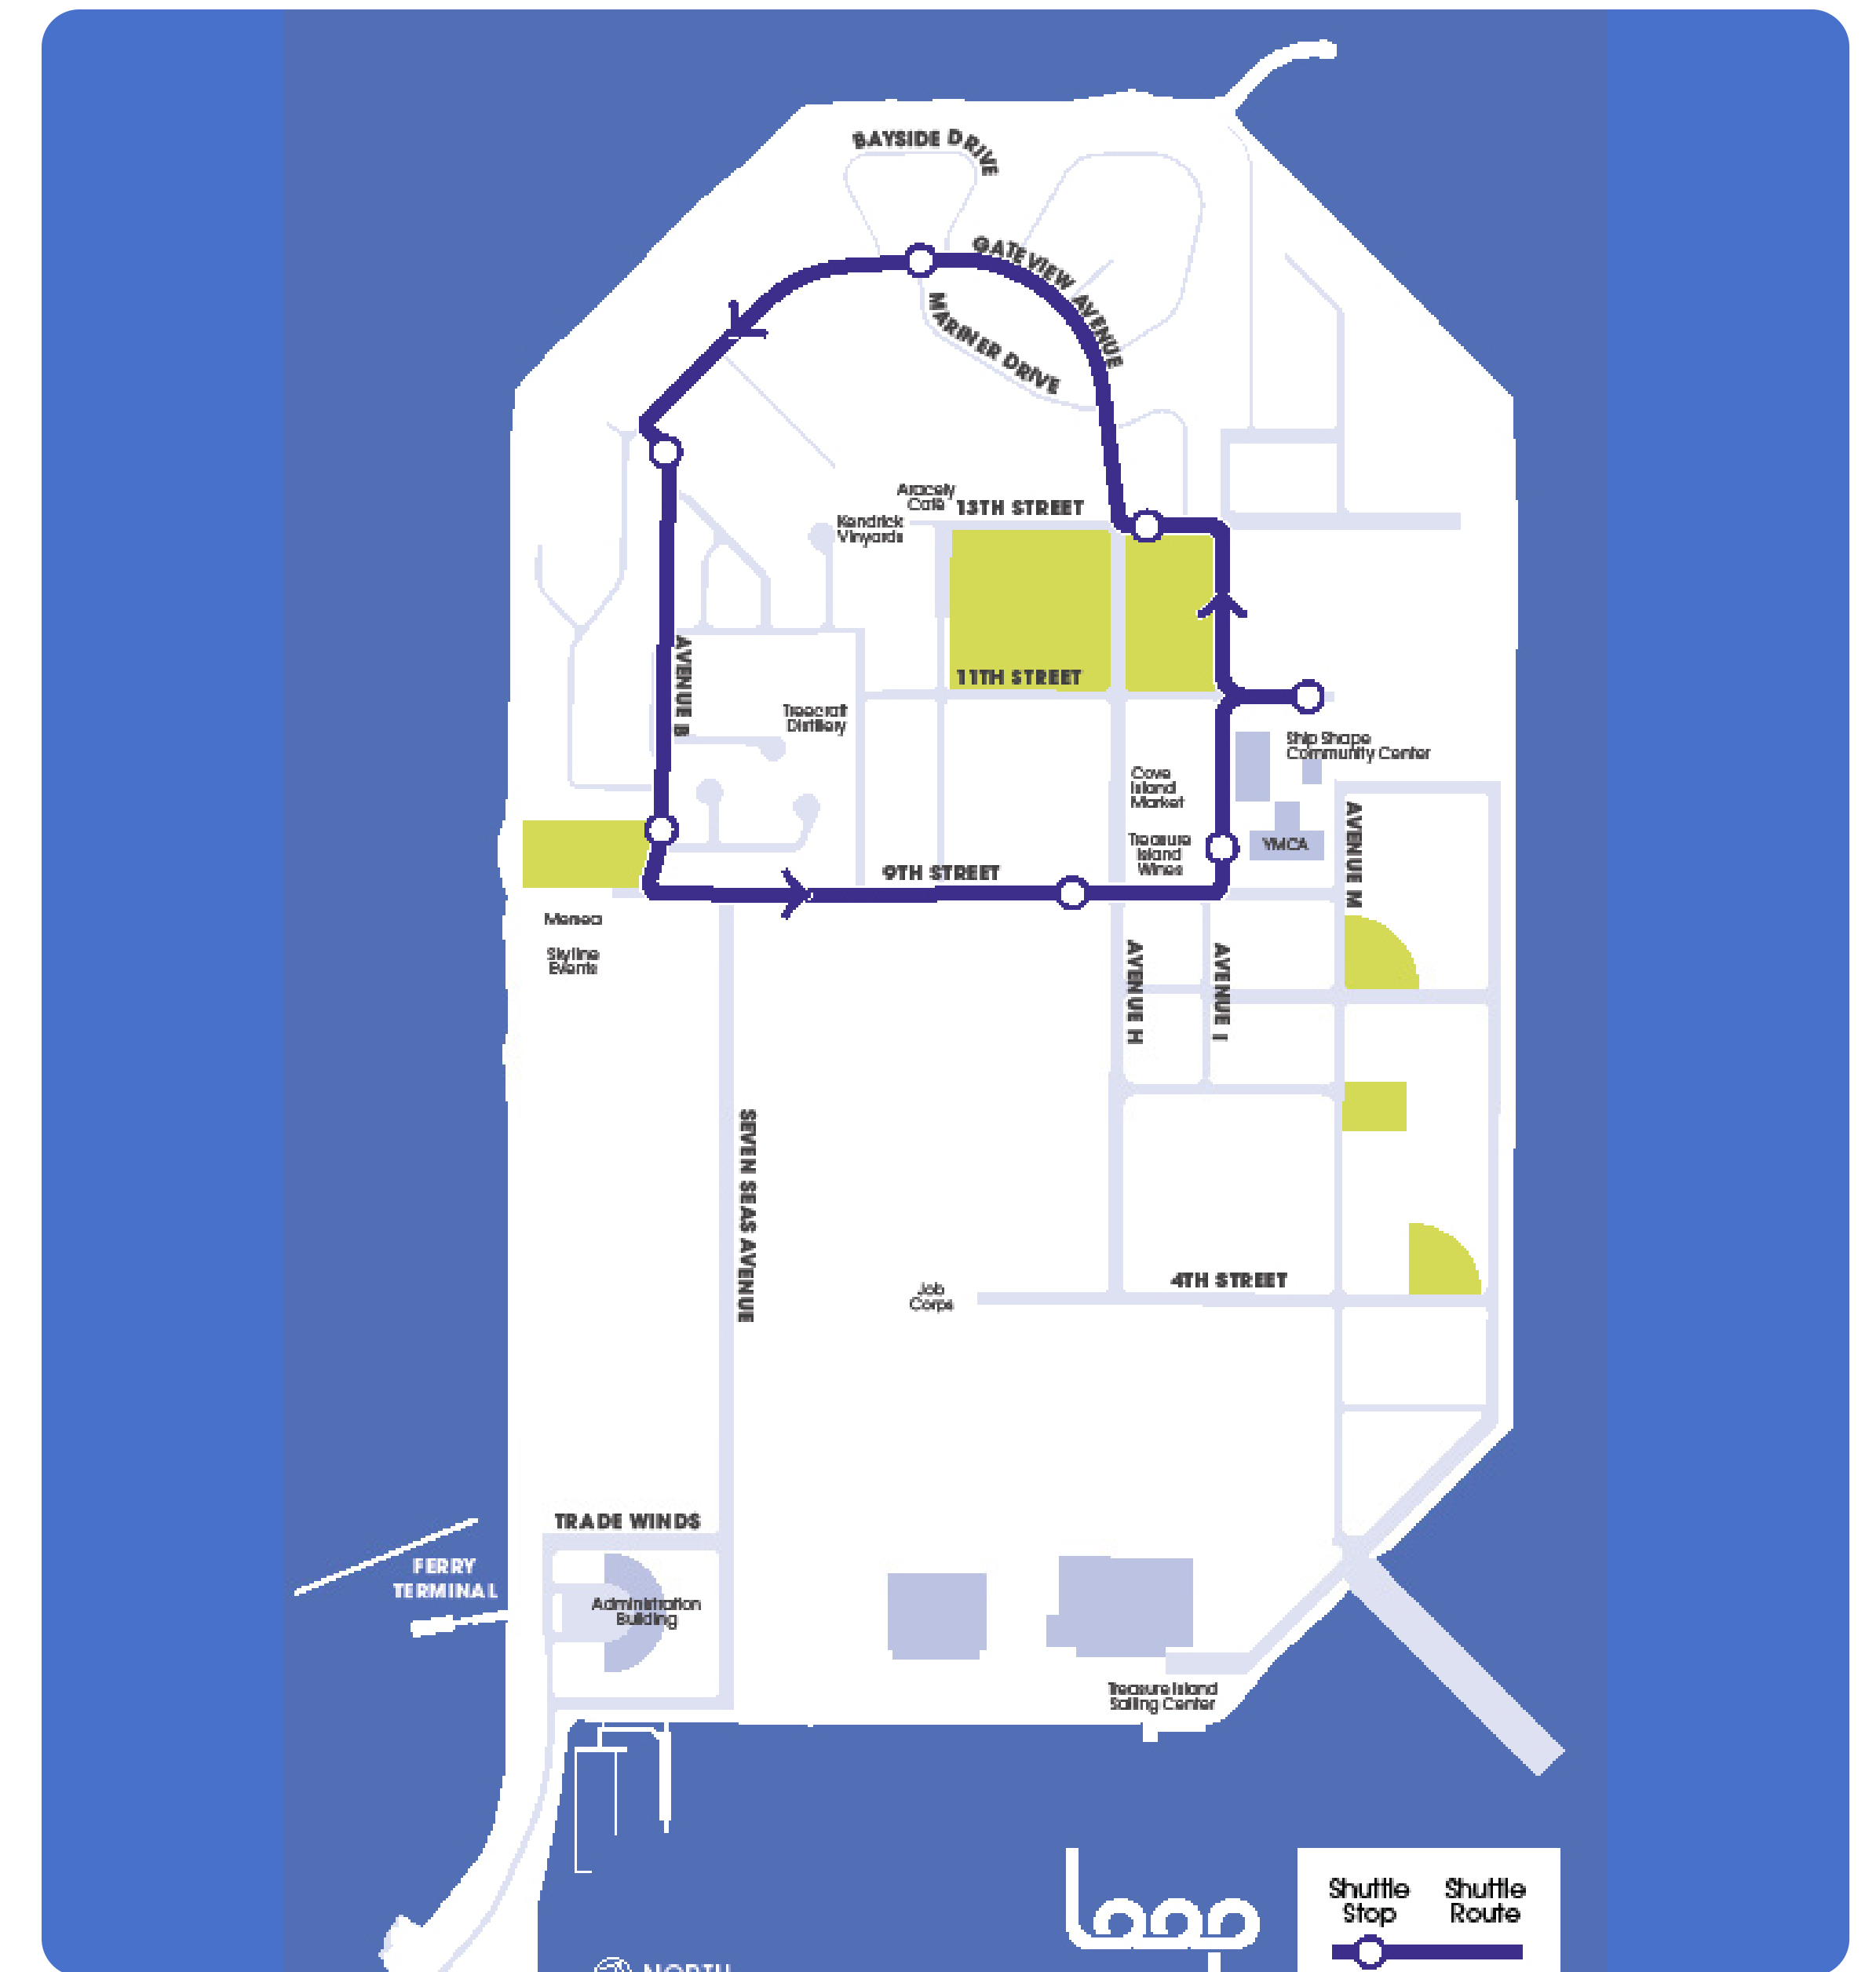 BAYSIDE DRIVE
GATEVIEW AVENUE
MARINER DRIVE
Aracely
Cafe
13TH STREET
Kendrick
Vinyards
11TH STREET
AVENUE B
Treecraft
Distillery
Ship Shape
Community Center
Cove
Island
Market
Treasure
Island
Wines
YMCA
AVENUE M
9TH STREET
Mersea
Skyline
Events
AVENUE H
AVENUE I
SEVEN SEAS AVENUE
Job
Corps
4TH STREET
TRADE WINDS
FERRY
TERMINAL
Administration
Building
Treasure Island
Sailing Center
Loop
Shuttle
Stop
Shuttle
Route
NORTH